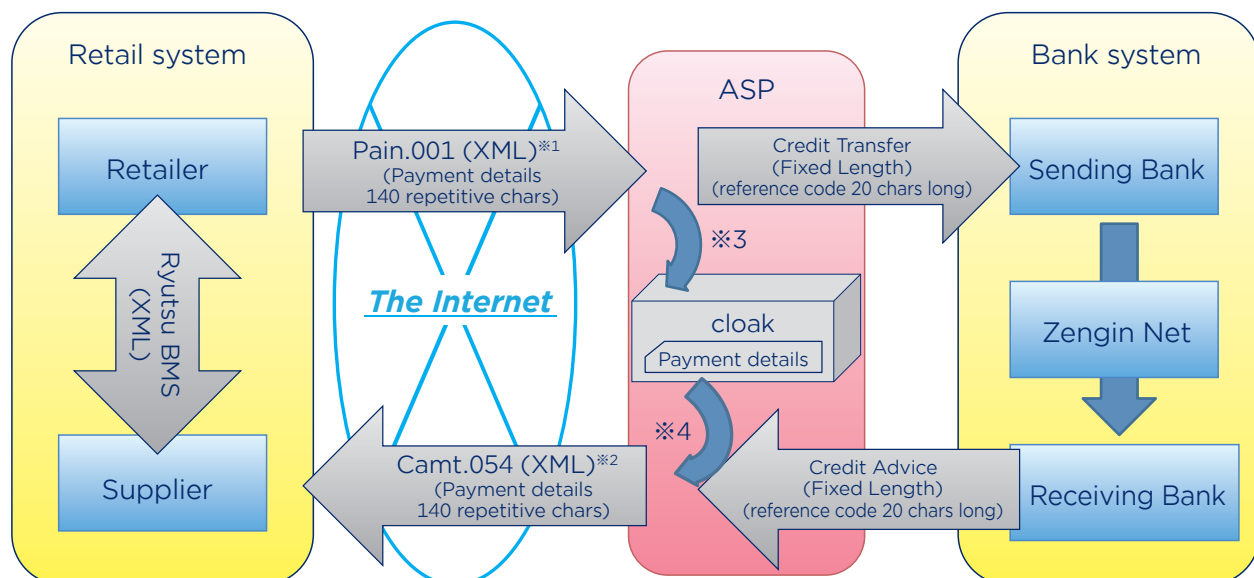 Retail system
Retailer
Ryutsu BMS
(XML)
Supplier
Pain.001 (XML)※1
(Payment details
140 repetitive chars)
The Internet
Camt.054 (XML)※2
(Payment details
140 repetitive chars)
ASP
※3
cloak
Payment details
※4
Credit Transfer
(Fixed Length)
(reference code 20 chars long)
Credit Advice
(Fixed Length)
(reference code 20 chars long)
Bank system
Sending Bank
Zengin Net
Receiving Bank